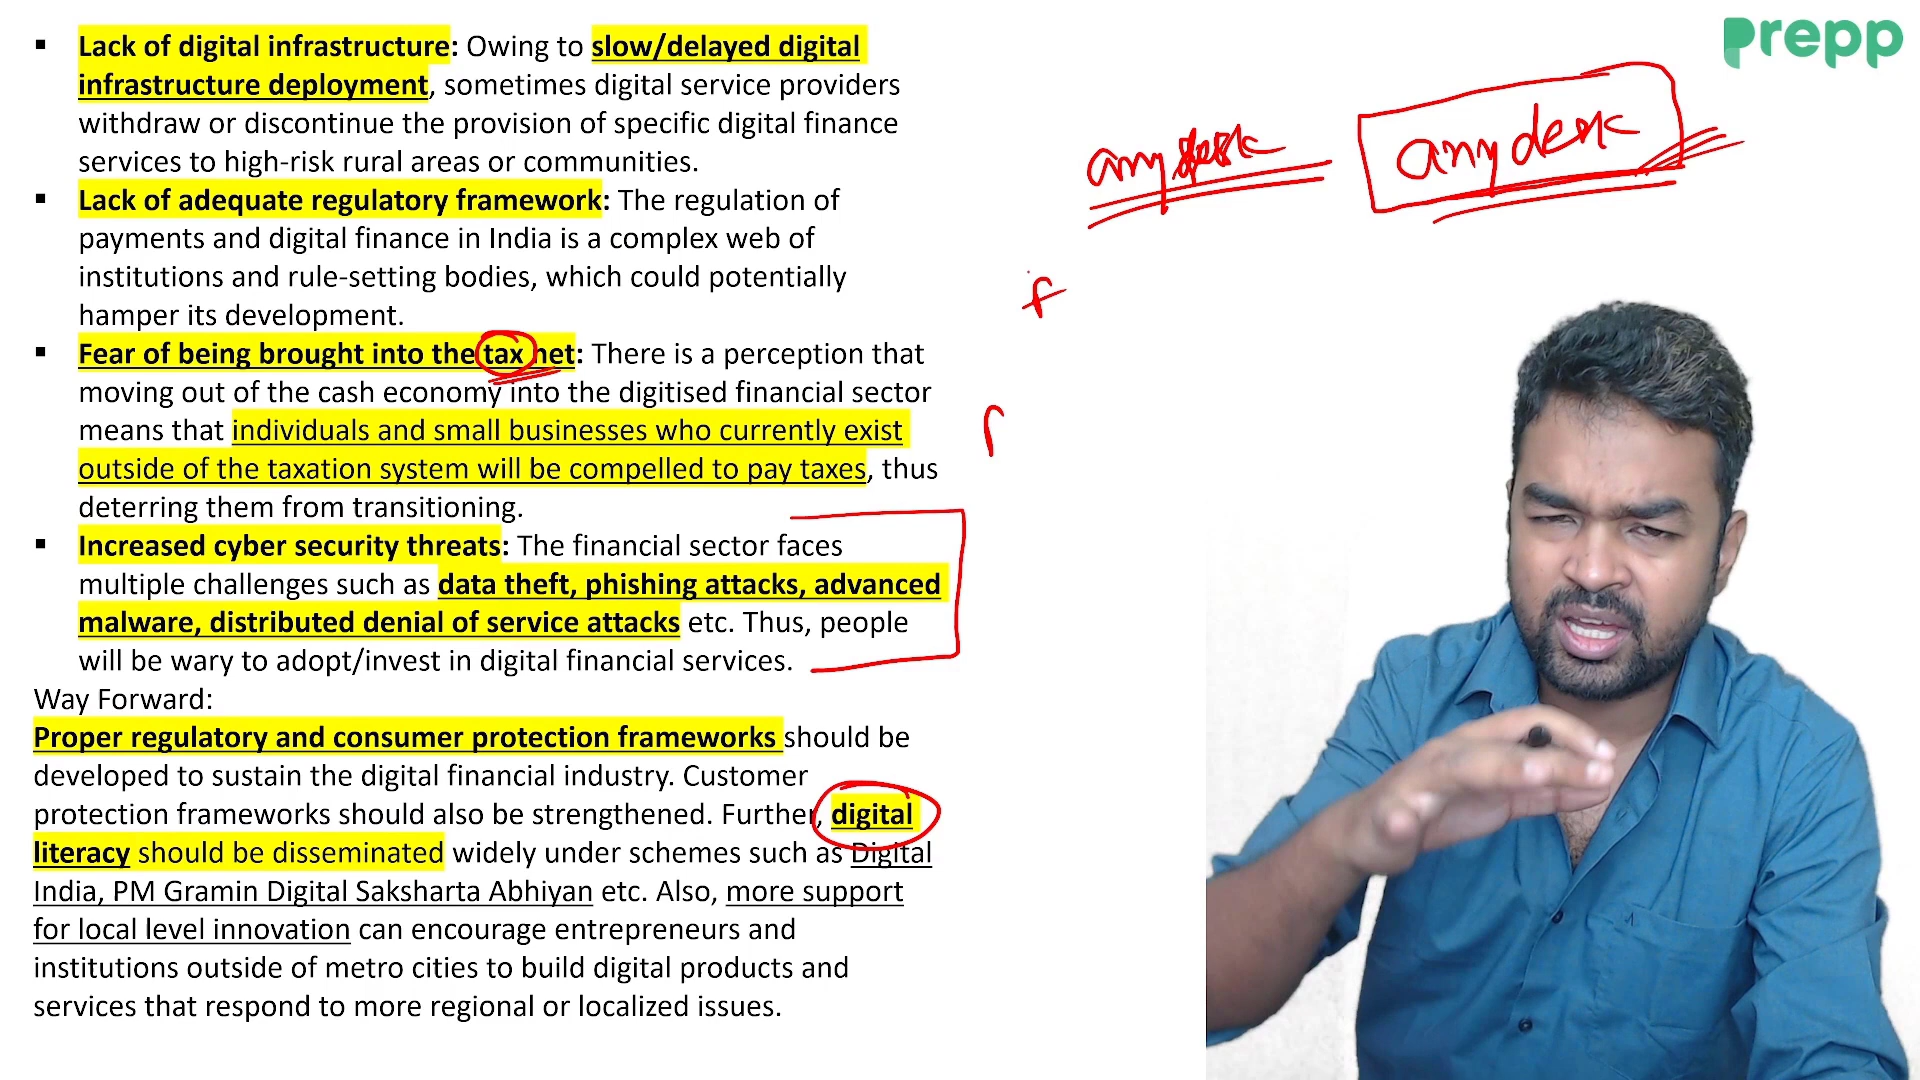 ▪ Lack of digital infrastructure: Owing to slow/delayed digital
infrastructure deployment, sometimes digital service providers
withdraw or discontinue the provision of specific digital finance
services to high-risk rural areas or communities.
▪ Lack of adequate regulatory framework: The regulation of
payments and digital finance in India is a complex web of
institutions and rule-setting bodies, which could potentially
hamper its development.
▪ Fear of being brought into the tax net: There is a perception that
moving out of the cash economy into the digitised financial sector
means that individuals and small businesses who currently exist
outside of the taxation system will be compelled to pay taxes, thus
deterring them from transitioning.
▪ Increased cyber security threats: The financial sector faces
multiple challenges such as data theft, phishing attacks, advanced
malware, distributed denial of service attacks etc. Thus, people
will be wary to adopt/invest in digital financial services.
Way Forward:
Proper regulatory and consumer protection frameworks should be
developed to sustain the digital financial industry. Customer
protection frameworks should also be strengthened. Further, digital
literacy should be disseminated widely under schemes such as Digital
India, PM Gramin Digital Saksharta Abhiyan etc. Also, more support
for local level innovation can encourage entrepreneurs and
institutions outside of metro cities to build digital products and
services that respond to more regional or localized issues.
prepp
any desk
any desk